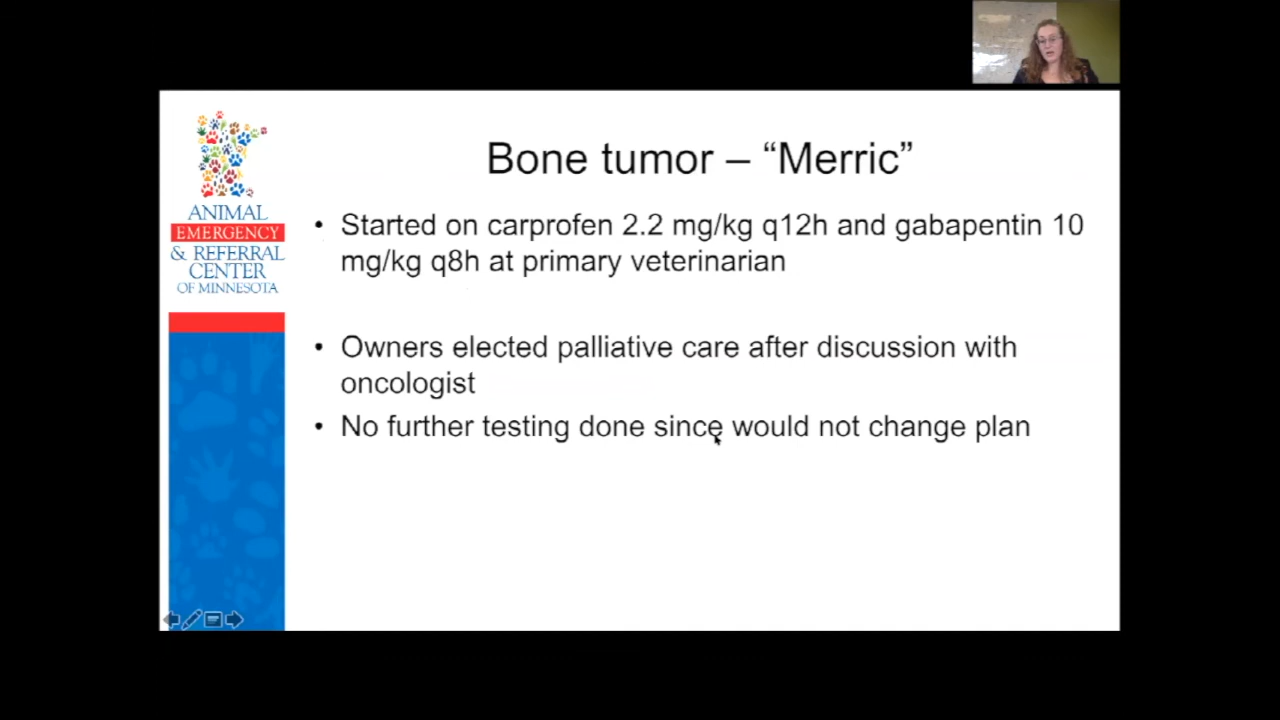 Bone tumor – “Merric”
ANIMAL
EMERGENCY
& REFERRAL
CENTER
OF MINNESOTA
• Started on carprofen 2.2 mg/kg q12h and gabapentin 10
mg/kg q8h at primary veterinarian
• Owners elected palliative care after discussion with
oncologist
• No further testing done since would not change plan